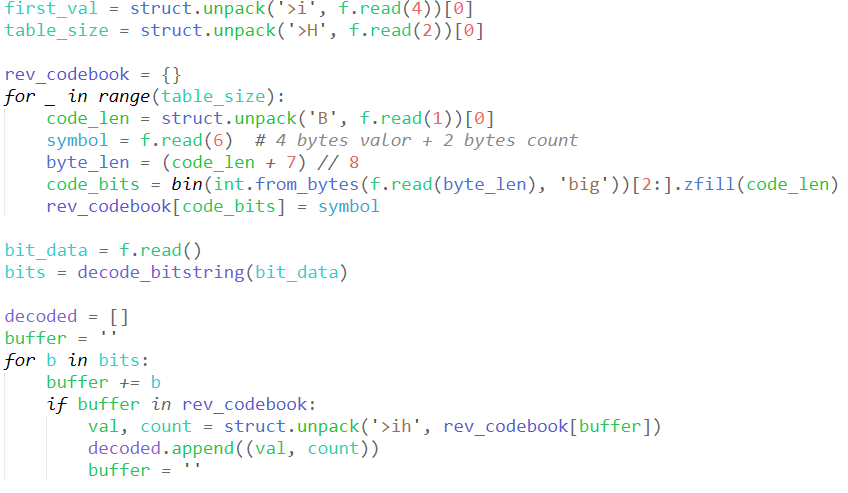 first_val = struct.unpack('>i', f.read(4))[0]
table_size = struct.unpack('>H', f.read(2))[0]

rev_codebook = {}
for _ in range(table_size):
    code_len = struct.unpack('B', f.read(1))[0]
    symbol = f.read(6)  # 4 bytes valor + 2 bytes count
    byte_len = (code_len + 7) // 8
    code_bits = bin(int.from_bytes(f.read(byte_len), 'big'))[2:].zfill(code_len)
    rev_codebook[code_bits] = symbol

bit_data = f.read()
bits = decode_bitstring(bit_data)

decoded = []
buffer = ''
for b in bits:
    buffer += b
    if buffer in rev_codebook:
        val, count = struct.unpack('>ih', rev_codebook[buffer])
        decoded.append((val, count))
        buffer = ''